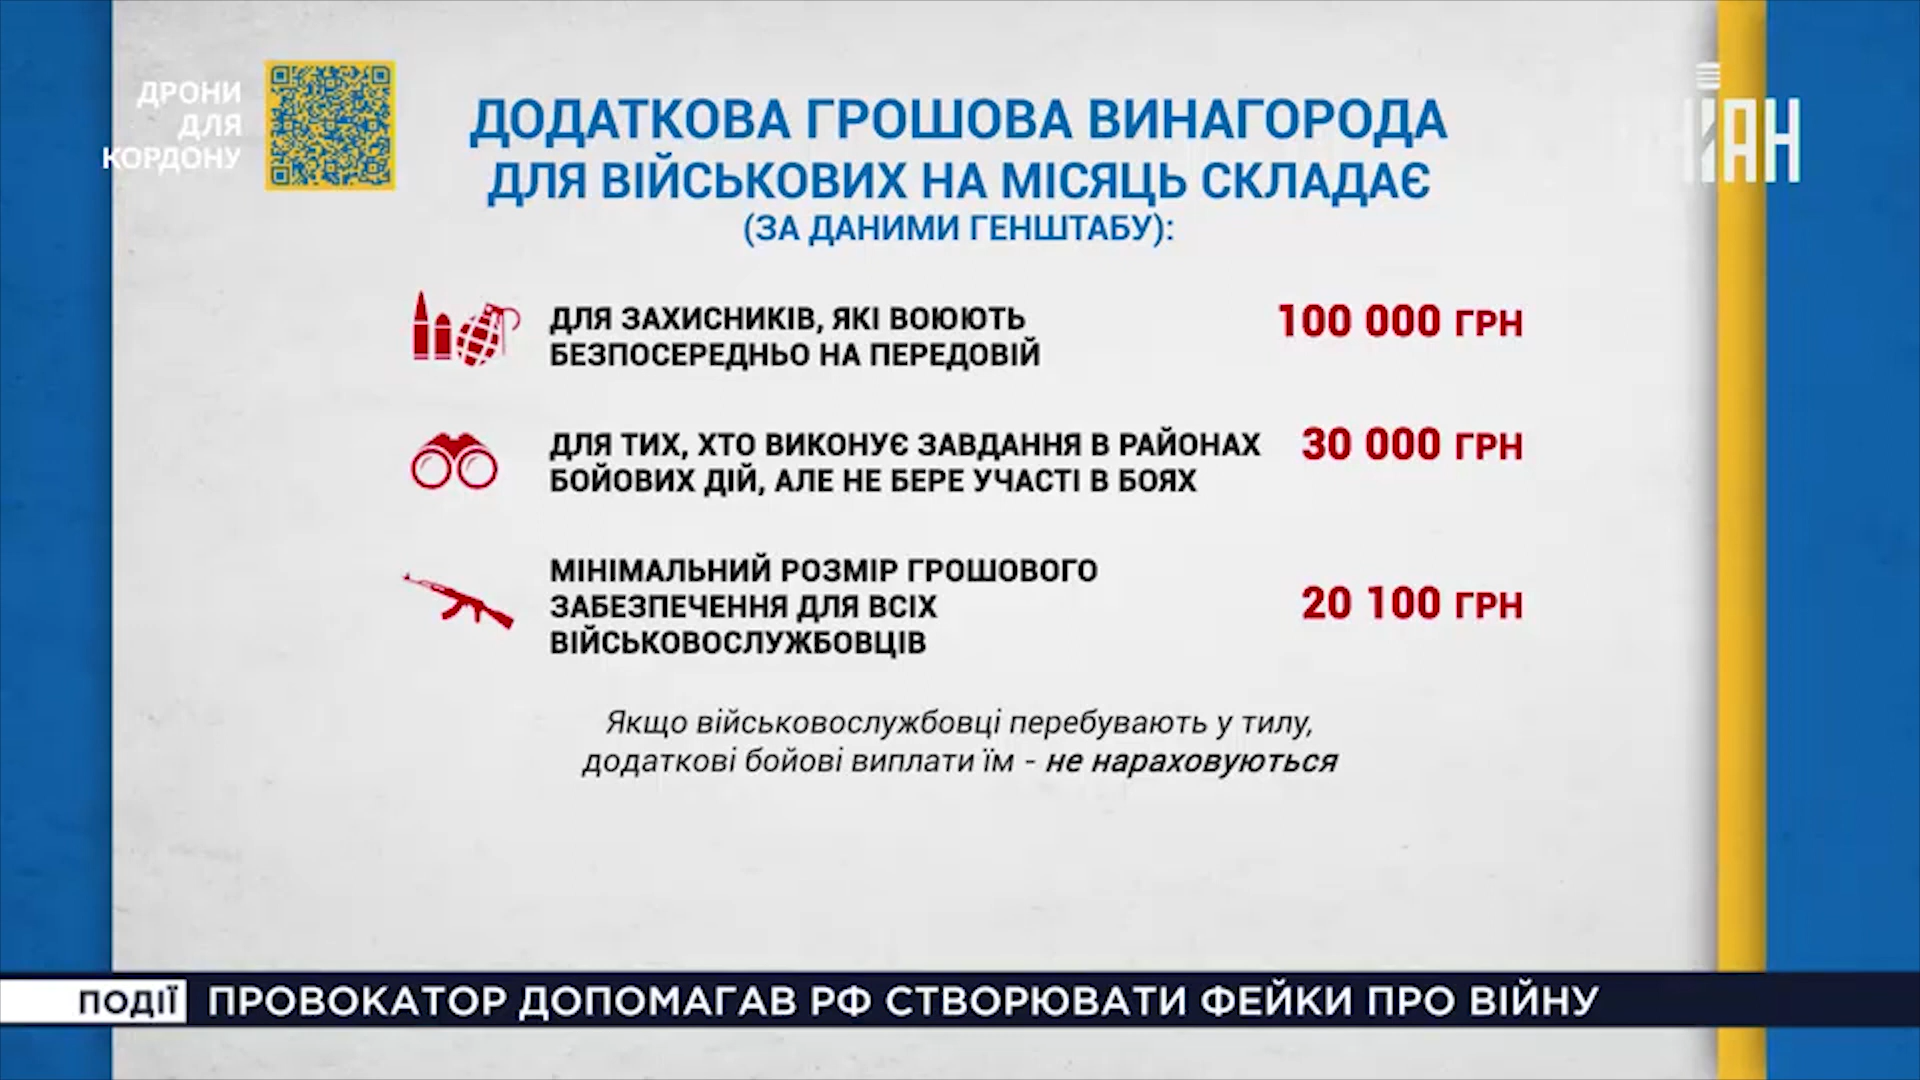 ДРОНИ
ДЛЯ
КОРДОНУ
ДОДАТКОВА ГРОШОВА ВИНАГОРОДА
ДЛЯ ВІЙСЬКОВИХ НА МІСЯЦЬ СКЛАДАЄ
(ЗА ДАНИМИ ГЕНШТАБУ):
ДЛЯ ЗАХИСНИКІВ, ЯКІ ВОЮЮТЬ
БЕЗПОСЕРЕДНЬО НА ПЕРЕДОВІЙ
100 000 ГРН
ДЛЯ ТИХ, ХТО ВИКОНУЄ ЗАВДАННЯ В РАЙОНАХ
БОЙОВИХ ДІЙ, АЛЕ НЕ БЕРЕ УЧАСТІ В БОЯХ
30 000 ГРН
МІНІМАЛЬНИЙ РОЗМІР ГРОШОВОГО
ЗАБЕЗПЕЧЕННЯ ДЛЯ ВСІХ
ВІЙСЬКОВОСЛУЖБОВЦІВ
20 100 ГРН
Якщо військовослужбовці перебувають у тилу,
додаткові бойові виплати їм - не нараховуються
ПОДІЇ ПРОВОКАТОР ДОПОМАГАВ РФ СТВОРЮВАТИ ФЕЙКИ ПРО ВІЙНУ